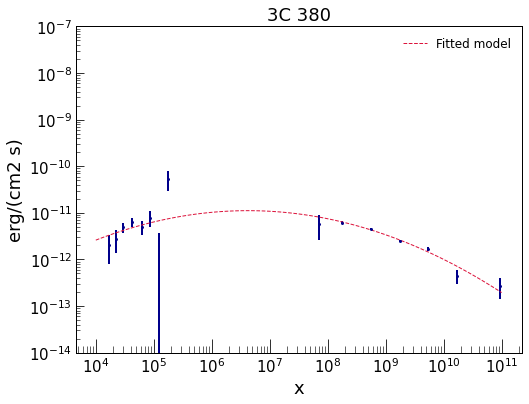 3C 380
Fitted model
erg/(cm2 s)
10⁻⁷
10⁻⁸
10⁻⁹
10⁻¹⁰
10⁻¹¹
10⁻¹²
10⁻¹³
10⁻¹⁴
10⁴ 10⁵ 10⁶ 10⁷ 10⁸ 10⁹ 10¹⁰ 10¹¹
x